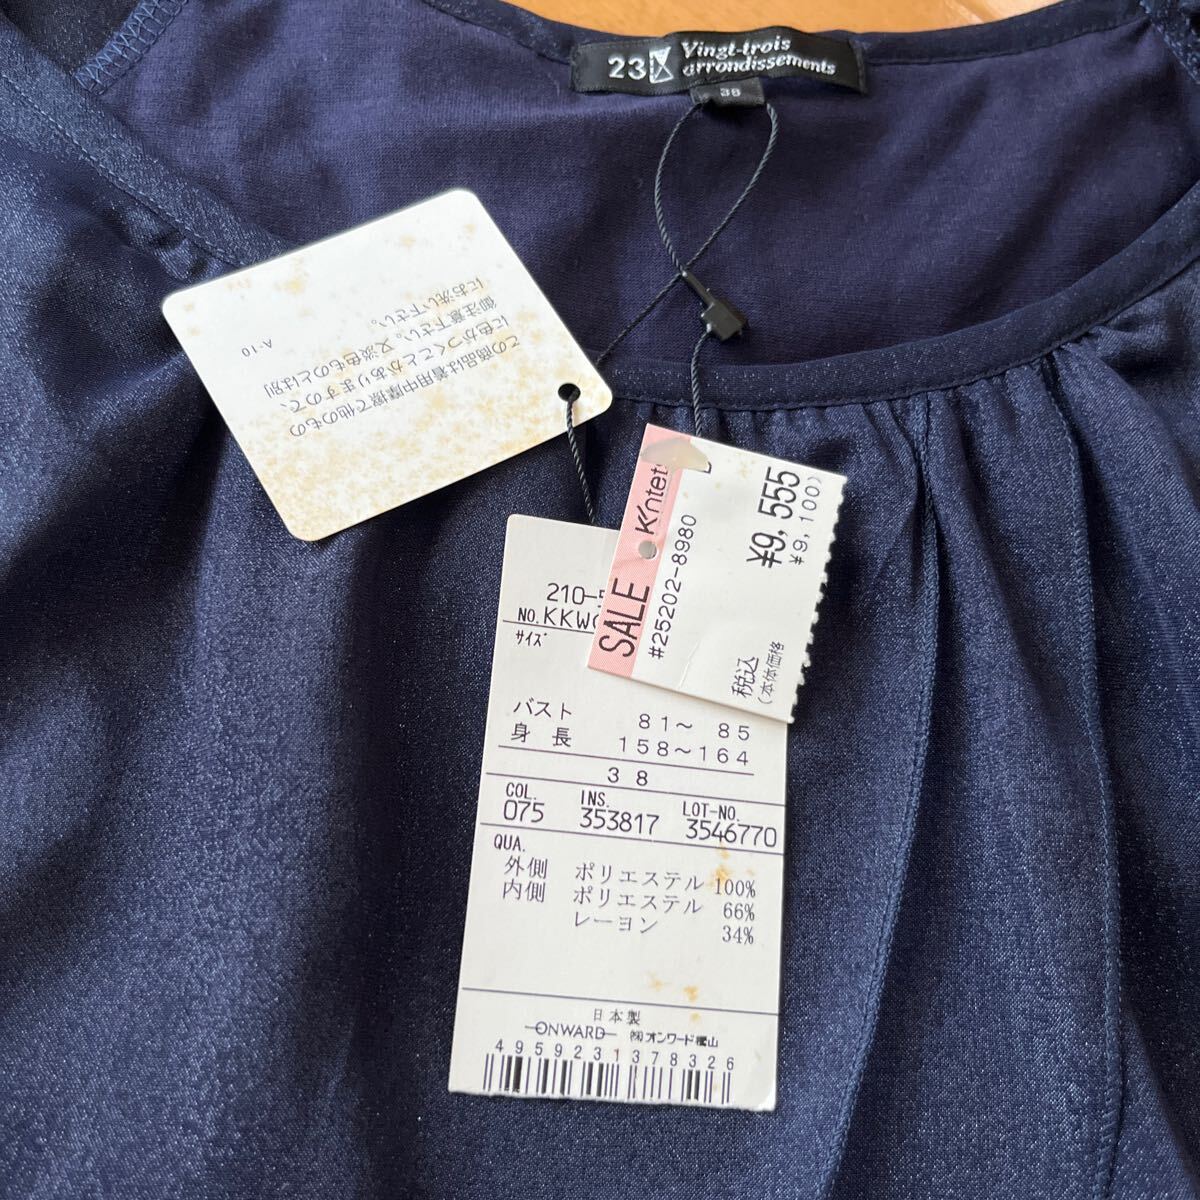 23 Vingt-trois
arrondissements
38
この商品は着用中摩擦で他のもの
に色がつくことがありますので、
御注意下さい。又淡色ものとは別
にお洗い下さい。
A-10
SALE K'ntet
#25202-8980
¥9,555
¥9,100)
税込
(本体価格
210-
NO. KKW
サイズ
バスト 81～ 85
身 長 158～164
38
COL. INS. LOT-NO.
075 353817 3546770
QUA.
外側 ポリエステル 100%
内側 ポリエステル 66%
レーヨン 34%
日本製
ONWARD ㈱オンワード樫山
4959231378326